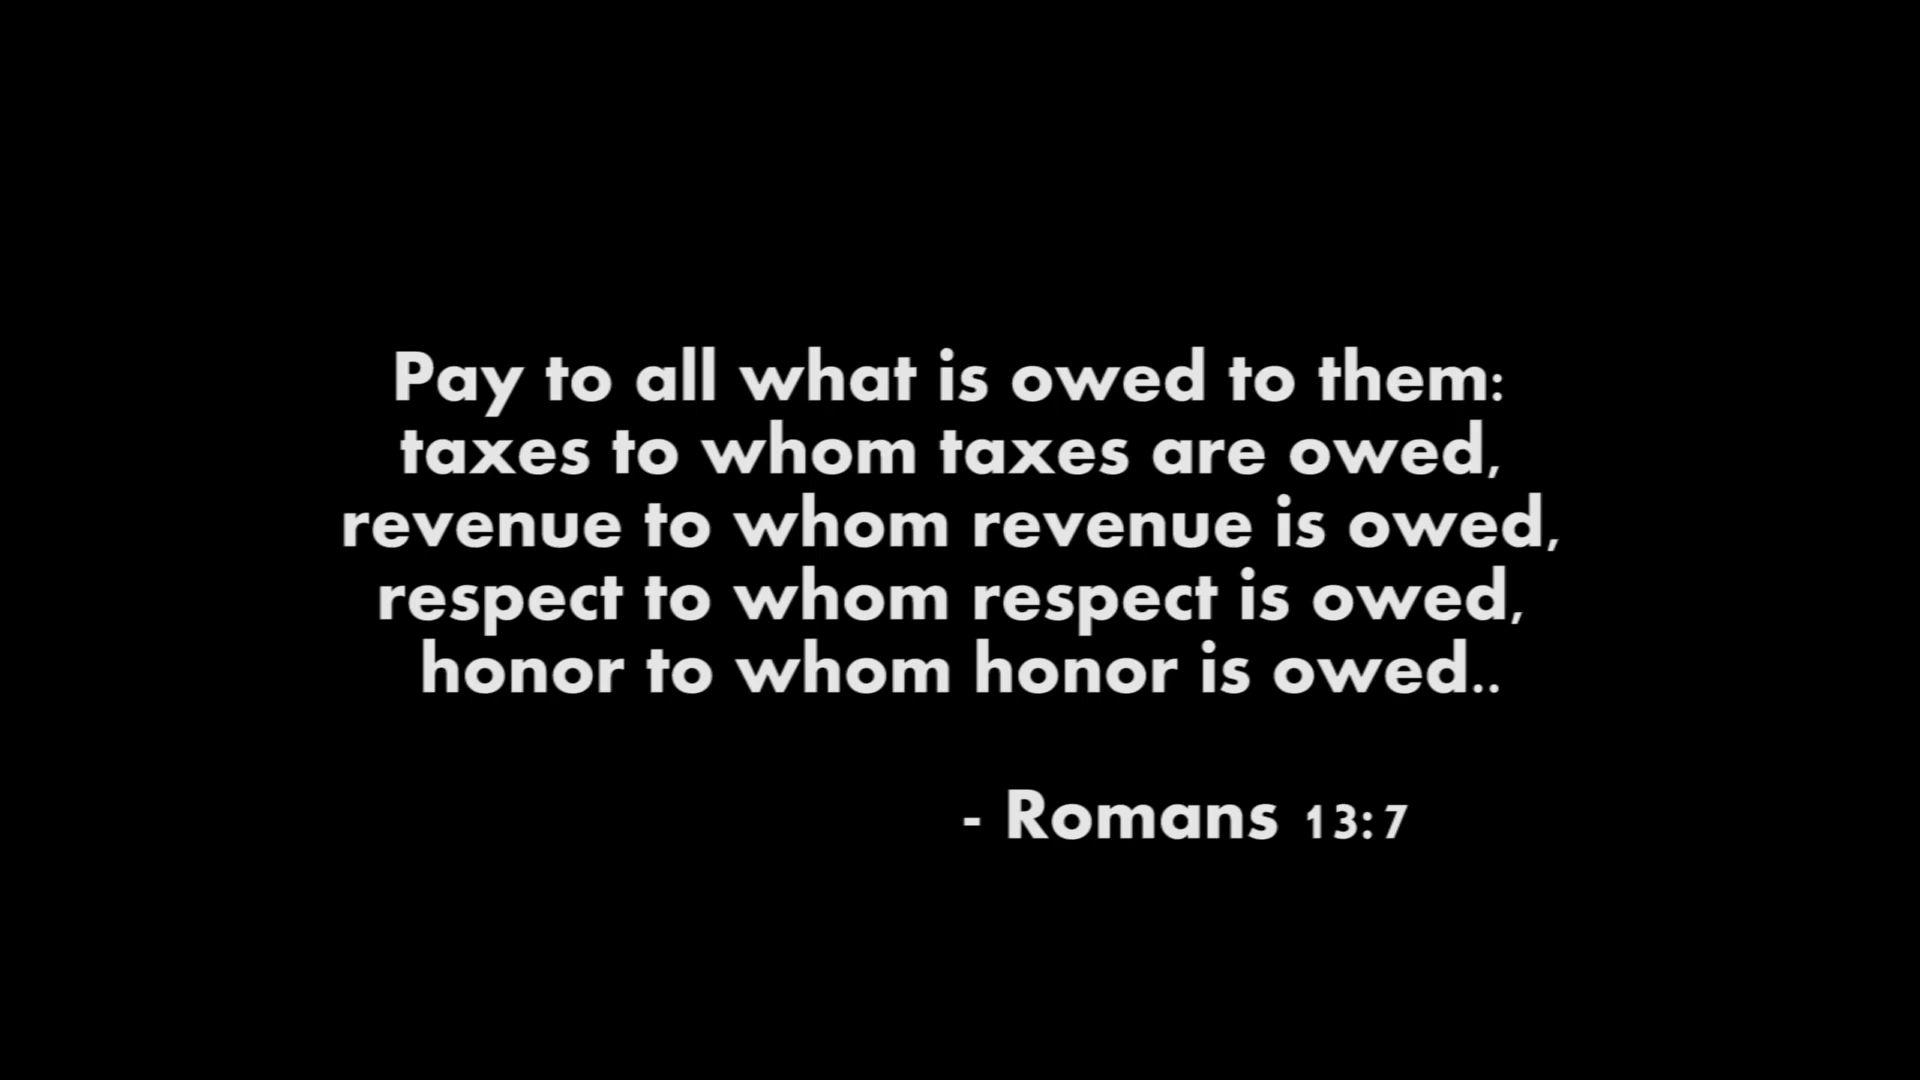 Pay to all what is owed to them:
taxes to whom taxes are owed,
revenue to whom revenue is owed,
respect to whom respect is owed,
honor to whom honor is owed..
- Romans 13:7